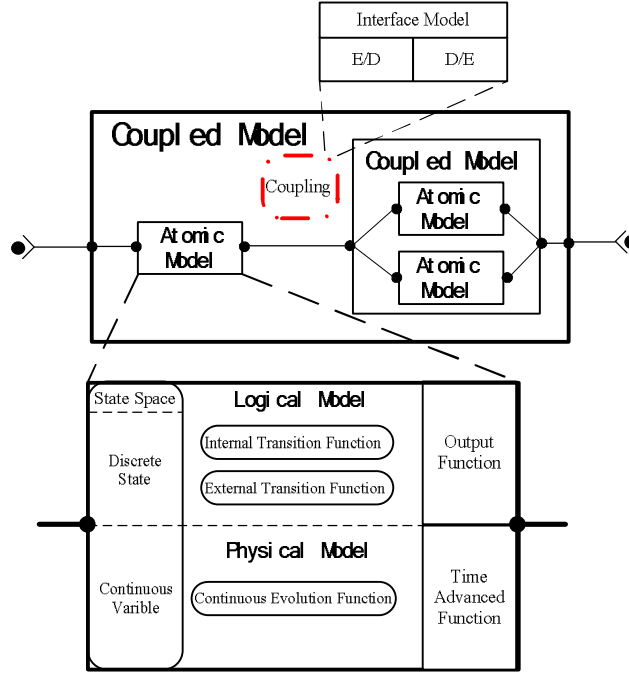 Interface Model
E/D
D/E
Coupled Model
Coupling
Coupled Model
Atomic
Model
Atomic
Model
Atomic
Model
State Space
Discrete
State
Continuous
Varible
Logical Model
Internal Transition Function
External Transition Function
Physical Model
Continuous Evolution Function
Output
Function
Time
Advanced
Function